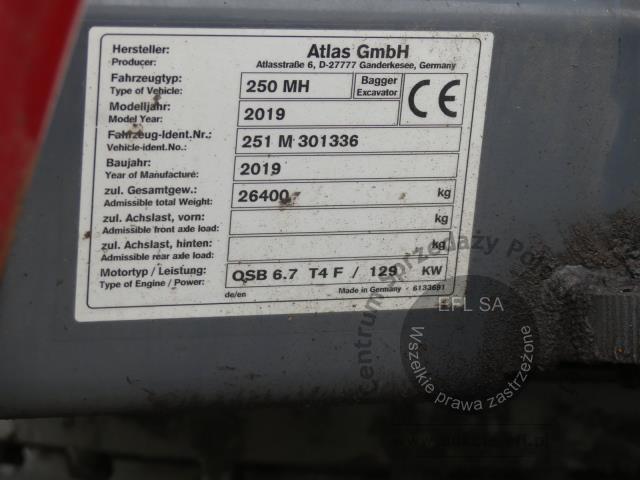 Hersteller: Atlas GmbH
Producer: Atlasstraße 6, D-27777 Ganderkesee, Germany
Fahrzeugtyp: 250 MH Bagger
Type of Vehicle: Excavator
CE
Modelljahr: 2019
Model Year:
Fahrzeug-Ident.Nr.: 251 M 301336
Vehicle-ident.No.:
Baujahr: 2019
Year of Manufacture:
zul. Gesamtgew.: 26400 kg
Admissible total Weight:
zul. Achslast, vorn: kg
Admissible front axle load:
zul. Achslast, hinten: kg
Admissible rear axle load:
Motortyp / Leistung: QSB 6.7 T4 F / 129 KW
Type of Engine / Power:
de/en Made in Germany - 6133691
Centrum sprzedaży
EFL SA
Wszelkie prawa zastrzeżone